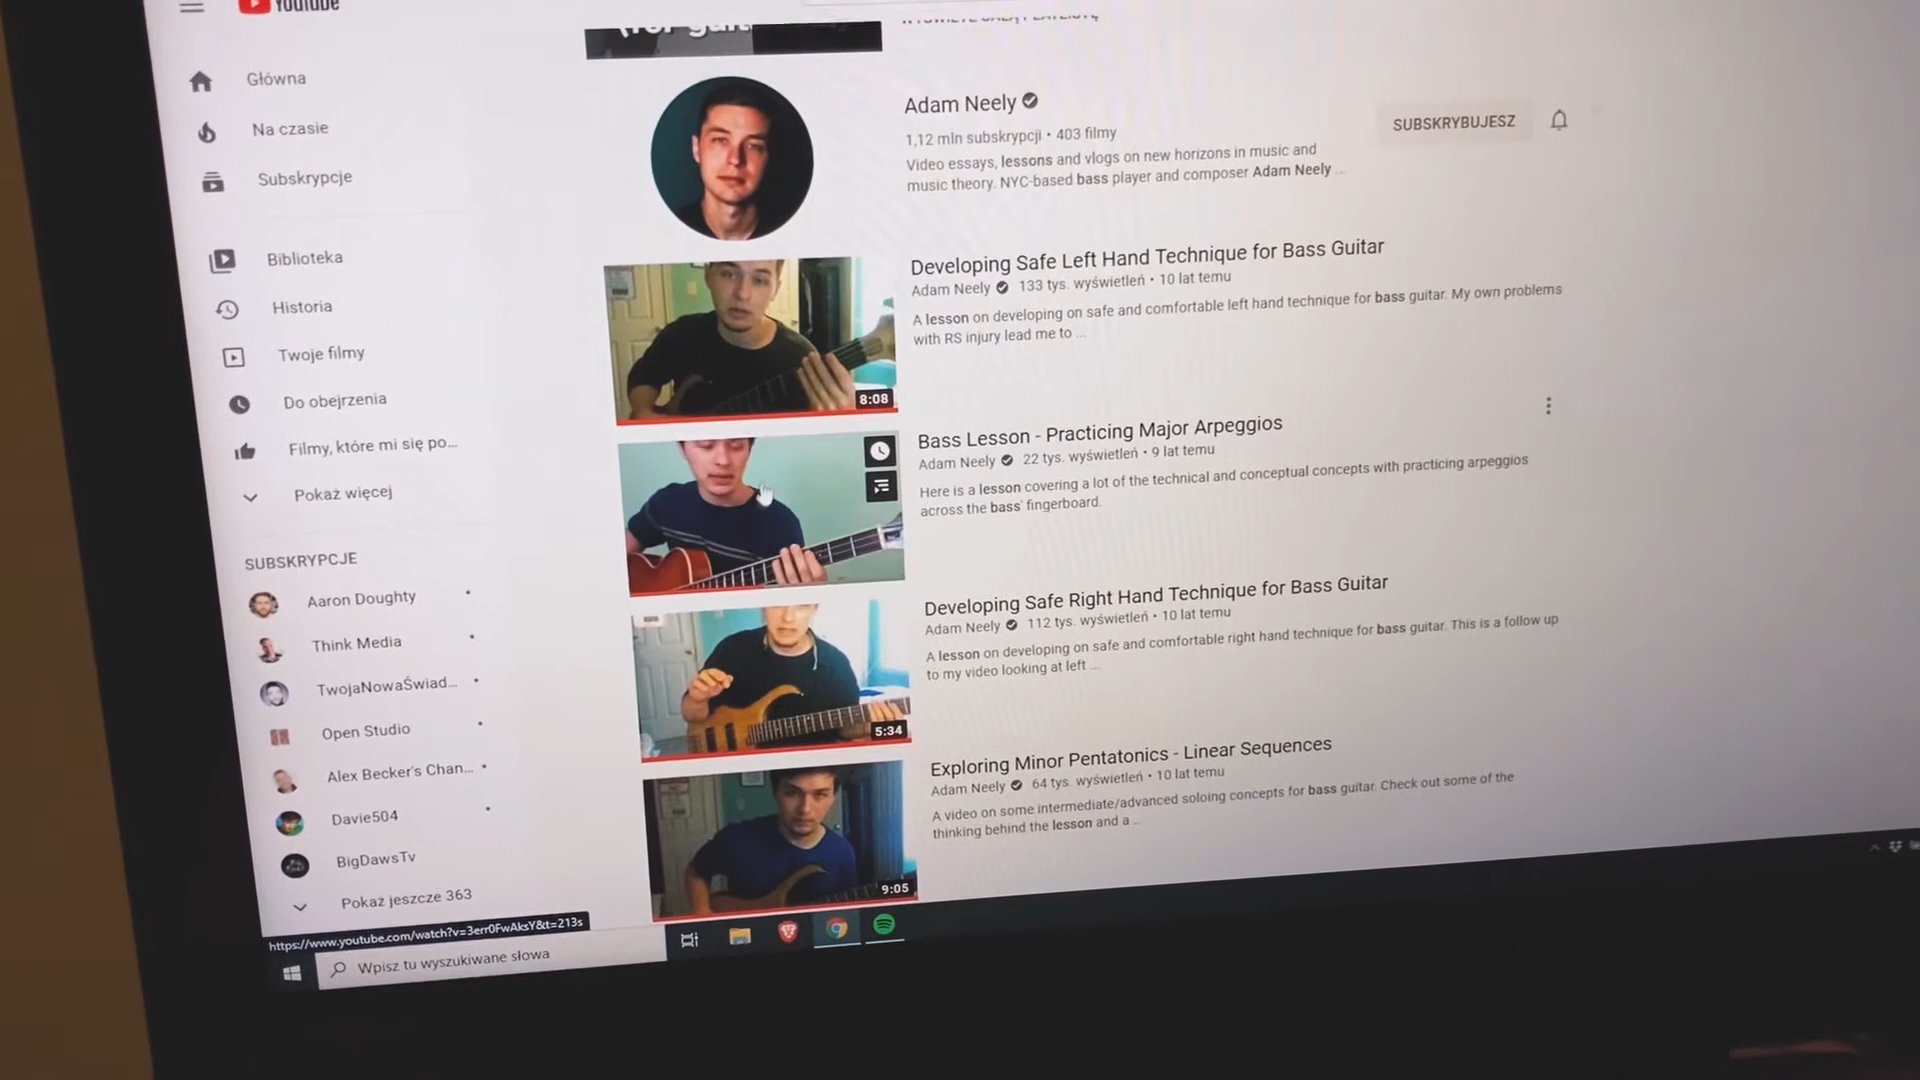 YouTube
Główna
Na czasie
Subskrypcje
Biblioteka
Historia
Twoje filmy
Do obejrzenia
Filmy, które mi się po...
Pokaż więcej
SUBSKRYPCJE
Aaron Doughty
Think Media
TwojaNowaŚwiad...
Open Studio
Alex Becker's Chan...
Davie504
BigDawsTv
Pokaż jeszcze 363
Adam Neely
1,12 mln subskrypcji • 403 filmy
Video essays, lessons and vlogs on new horizons in music and
music theory. NYC-based bass player and composer Adam Neely ...
SUBSKRYBUJESZ
8:08
Developing Safe Left Hand Technique for Bass Guitar
Adam Neely 133 tys. wyświetleń • 10 lat temu
A lesson on developing on safe and comfortable left hand technique for bass guitar. My own problems
with RS injury lead me to ...
Bass Lesson - Practicing Major Arpeggios
Adam Neely 22 tys. wyświetleń • 9 lat temu
Here is a lesson covering a lot of the technical and conceptual concepts with practicing arpeggios
across the bass' fingerboard.
5:34
Developing Safe Right Hand Technique for Bass Guitar
Adam Neely 112 tys. wyświetleń • 10 lat temu
A lesson on developing on safe and comfortable right hand technique for bass guitar. This is a follow up
to my video looking at left ...
9:05
Exploring Minor Pentatonics - Linear Sequences
Adam Neely 64 tys. wyświetleń • 10 lat temu
A video on some intermediate/advanced soloing concepts for bass guitar. Check out some of the
thinking behind the lesson and a ...
https://www.youtube.com/watch?v=3err0FwAksY&t=213s
Wpisz tu wyszukiwane słowa